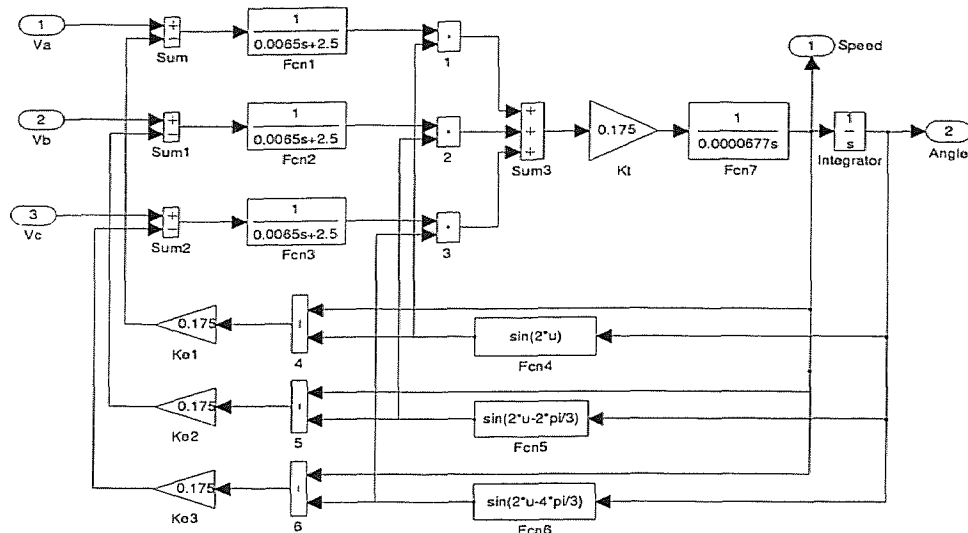 1
Va
+
−
Sum
1
0.0065s+2.5
Fcn1
1
1
Speed
2
Vb
+
−
Sum1
1
0.0065s+2.5
Fcn2
2
+
+
+
Sum3
0.175
Kt
1
0.0000677s
Fcn7
1
s
Integrator
2
Angle
3
Vc
+
−
Sum2
1
0.0065s+2.5
Fcn3
3
0.175
Ke1
4
sin(2*u)
Fcn4
0.175
Ke2
5
sin(2*u-2*pi/3)
Fcn5
0.175
Ke3
6
sin(2*u-4*pi/3)
Fcn6